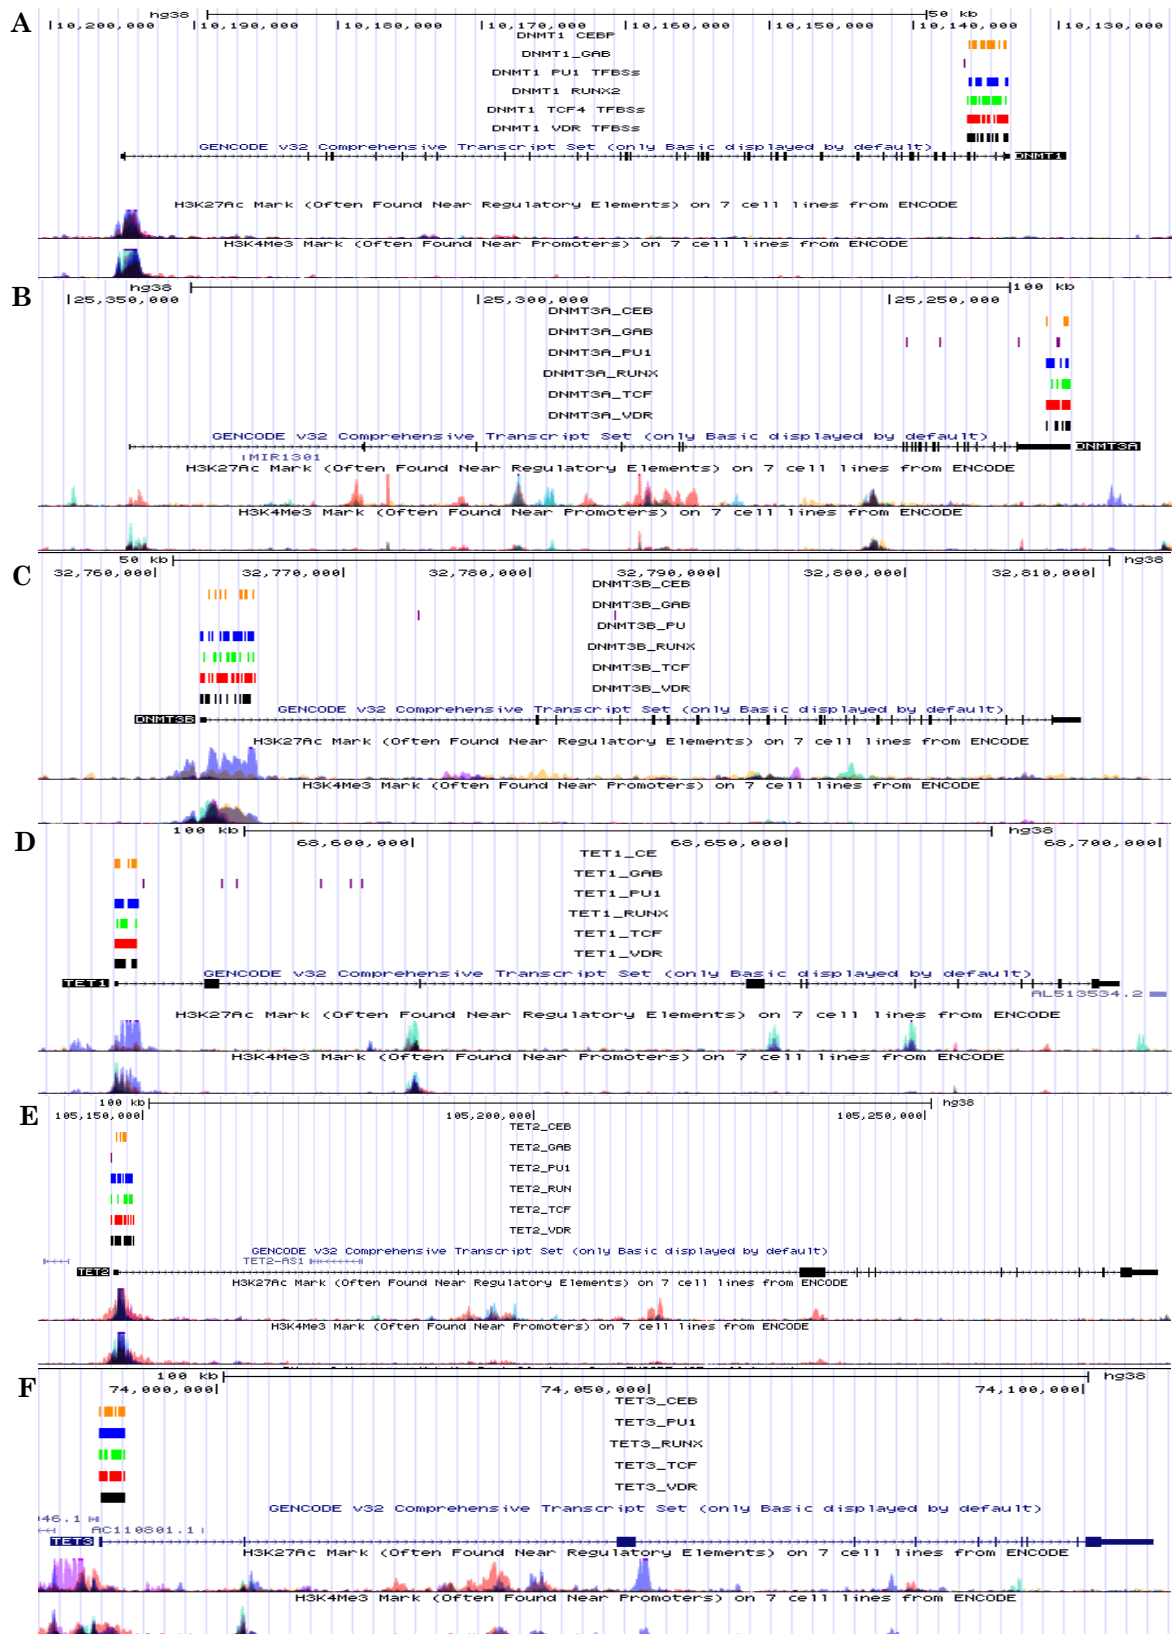 A
hg38 50 kb
|10,200,000 |10,190,000 |10,180,000 |10,170,000 |10,160,000 |10,150,000 |10,140,000 |10,130,000
DNMT1 CEBP
DNMT1_GAB
DNMT1 PU1 TFBSs
DNMT1 RUNX2
DNMT1 TCF4 TFBSs
DNMT1 VDR TFBSs
GENCODE v32 Comprehensive Transcript Set (only Basic displayed by default)
DNMT1
H3K27Ac Mark (Often Found Near Regulatory Elements) on 7 cell lines from ENCODE
H3K4Me3 Mark (Often Found Near Promoters) on 7 cell lines from ENCODE
B
hg38 100 kb
|25,350,000 |25,300,000 |25,250,000
DNMT3A_CEB
DNMT3A_GAB
DNMT3A_PU1
DNMT3A_RUNX
DNMT3A_TCF
DNMT3A_VDR
GENCODE v32 Comprehensive Transcript Set (only Basic displayed by default)
DNMT3A
MIR1301
H3K27Ac Mark (Often Found Near Regulatory Elements) on 7 cell lines from ENCODE
H3K4Me3 Mark (Often Found Near Promoters) on 7 cell lines from ENCODE
C
50 kb hg38
32,760,000| 32,770,000| 32,780,000| 32,790,000| 32,800,000| 32,810,000|
DNMT3B_CEB
DNMT3B_GAB
DNMT3B_PU
DNMT3B_RUNX
DNMT3B_TCF
DNMT3B_VDR
GENCODE v32 Comprehensive Transcript Set (only Basic displayed by default)
DNMT3B
H3K27Ac Mark (Often Found Near Regulatory Elements) on 7 cell lines from ENCODE
H3K4Me3 Mark (Often Found Near Promoters) on 7 cell lines from ENCODE
D
100 kb hg38
68,600,000| 68,650,000| 68,700,000|
TET1_CE
TET1_GAB
TET1_PU1
TET1_RUNX
TET1_TCF
TET1_VDR
GENCODE v32 Comprehensive Transcript Set (only Basic displayed by default)
TET1
AL513534.2
H3K27Ac Mark (Often Found Near Regulatory Elements) on 7 cell lines from ENCODE
H3K4Me3 Mark (Often Found Near Promoters) on 7 cell lines from ENCODE
E
100 kb hg38
105,150,000| 105,200,000| 105,250,000|
TET2_CEB
TET2_GAB
TET2_PU1
TET2_RUN
TET2_TCF
TET2_VDR
GENCODE v32 Comprehensive Transcript Set (only Basic displayed by default)
TET2-AS1
TET2
H3K27Ac Mark (Often Found Near Regulatory Elements) on 7 cell lines from ENCODE
H3K4Me3 Mark (Often Found Near Promoters) on 7 cell lines from ENCODE
F
100 kb hg38
74,000,000| 74,050,000| 74,100,000|
TET3_CEB
TET3_PU1
TET3_RUNX
TET3_TCF
TET3_VDR
GENCODE v32 Comprehensive Transcript Set (only Basic displayed by default)
46.1
AC110801.1
TET3
H3K27Ac Mark (Often Found Near Regulatory Elements) on 7 cell lines from ENCODE
H3K4Me3 Mark (Often Found Near Promoters) on 7 cell lines from ENCODE